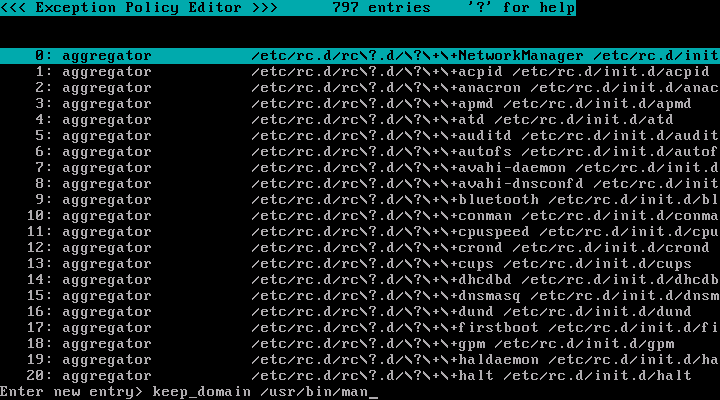 <<< Exception Policy Editor >>>      797 entries    '?' for help
    0: aggregator           /etc/rc.d/rc\?.d/\?\+\+NetworkManager /etc/rc.d/init
    1: aggregator           /etc/rc.d/rc\?.d/\?\+\+acpid /etc/rc.d/init.d/acpid
    2: aggregator           /etc/rc.d/rc\?.d/\?\+\+anacron /etc/rc.d/init.d/anac
    3: aggregator           /etc/rc.d/rc\?.d/\?\+\+apmd /etc/rc.d/init.d/apmd
    4: aggregator           /etc/rc.d/rc\?.d/\?\+\+atd /etc/rc.d/init.d/atd
    5: aggregator           /etc/rc.d/rc\?.d/\?\+\+auditd /etc/rc.d/init.d/audit
    6: aggregator           /etc/rc.d/rc\?.d/\?\+\+autofs /etc/rc.d/init.d/autof
    7: aggregator           /etc/rc.d/rc\?.d/\?\+\+avahi-daemon /etc/rc.d/init.d
    8: aggregator           /etc/rc.d/rc\?.d/\?\+\+avahi-dnsconfd /etc/rc.d/init
    9: aggregator           /etc/rc.d/rc\?.d/\?\+\+bluetooth /etc/rc.d/init.d/bl
   10: aggregator           /etc/rc.d/rc\?.d/\?\+\+conman /etc/rc.d/init.d/conma
   11: aggregator           /etc/rc.d/rc\?.d/\?\+\+cpuspeed /etc/rc.d/init.d/cpu
   12: aggregator           /etc/rc.d/rc\?.d/\?\+\+crond /etc/rc.d/init.d/crond
   13: aggregator           /etc/rc.d/rc\?.d/\?\+\+cups /etc/rc.d/init.d/cups
   14: aggregator           /etc/rc.d/rc\?.d/\?\+\+dhcdbd /etc/rc.d/init.d/dhcdb
   15: aggregator           /etc/rc.d/rc\?.d/\?\+\+dnsmasq /etc/rc.d/init.d/dnsm
   16: aggregator           /etc/rc.d/rc\?.d/\?\+\+dund /etc/rc.d/init.d/dund
   17: aggregator           /etc/rc.d/rc\?.d/\?\+\+firstboot /etc/rc.d/init.d/fi
   18: aggregator           /etc/rc.d/rc\?.d/\?\+\+gpm /etc/rc.d/init.d/gpm
   19: aggregator           /etc/rc.d/rc\?.d/\?\+\+haldaemon /etc/rc.d/init.d/ha
   20: aggregator           /etc/rc.d/rc\?.d/\?\+\+halt /etc/rc.d/init.d/halt
Enter new entry> keep_domain /usr/bin/man_